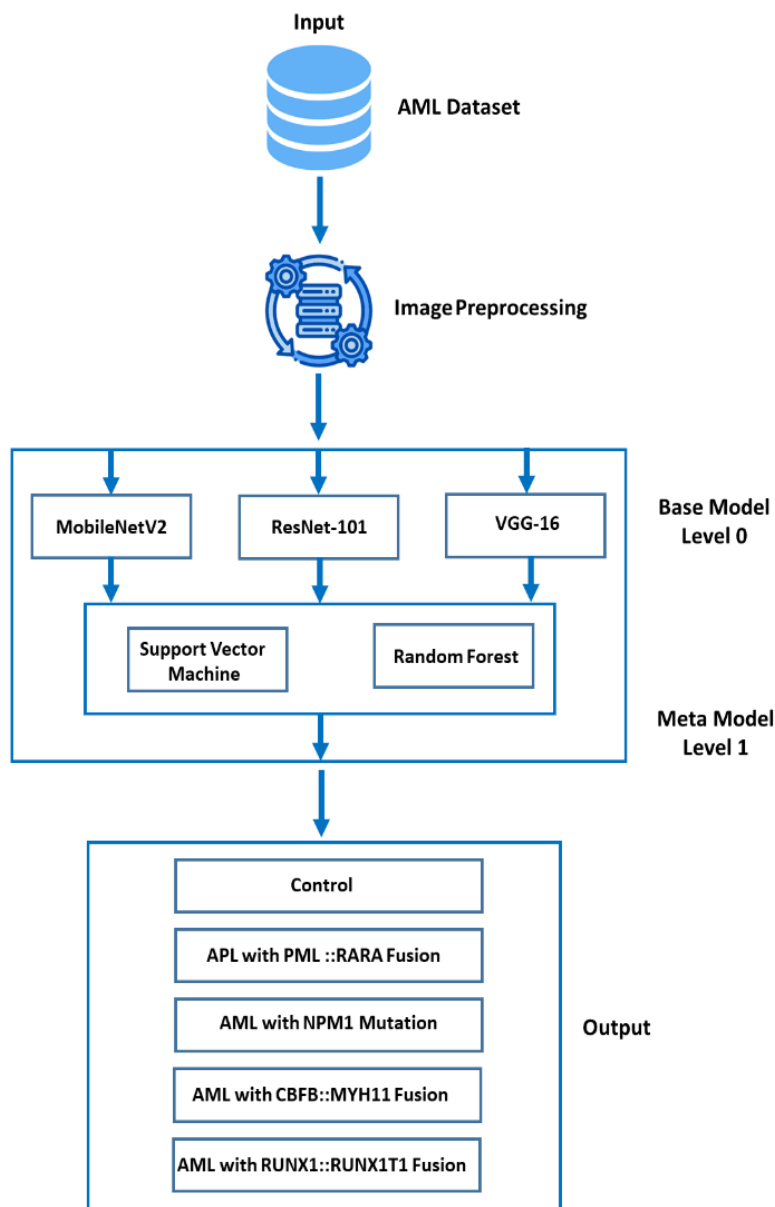 Input
AML Dataset
Image Preprocessing
MobileNetV2
ResNet-101
VGG-16
Base Model
Level 0
Support Vector
Machine
Random Forest
Meta Model
Level 1
Control
APL with PML ::RARA Fusion
AML with NPM1 Mutation
AML with CBFB::MYH11 Fusion
AML with RUNX1::RUNX1T1 Fusion
Output